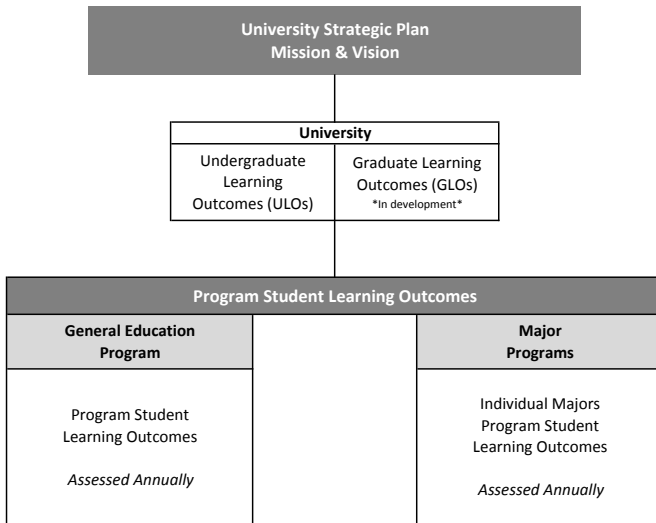 University Strategic Plan
Mission & Vision
University
Undergraduate
Learning
Outcomes (ULOs)
Graduate Learning
Outcomes (GLOs)
*In development*
Program Student Learning Outcomes
General Education
Program
Major
Programs
Program Student
Learning Outcomes
Assessed Annually
Individual Majors
Program Student
Learning Outcomes
Assessed Annually